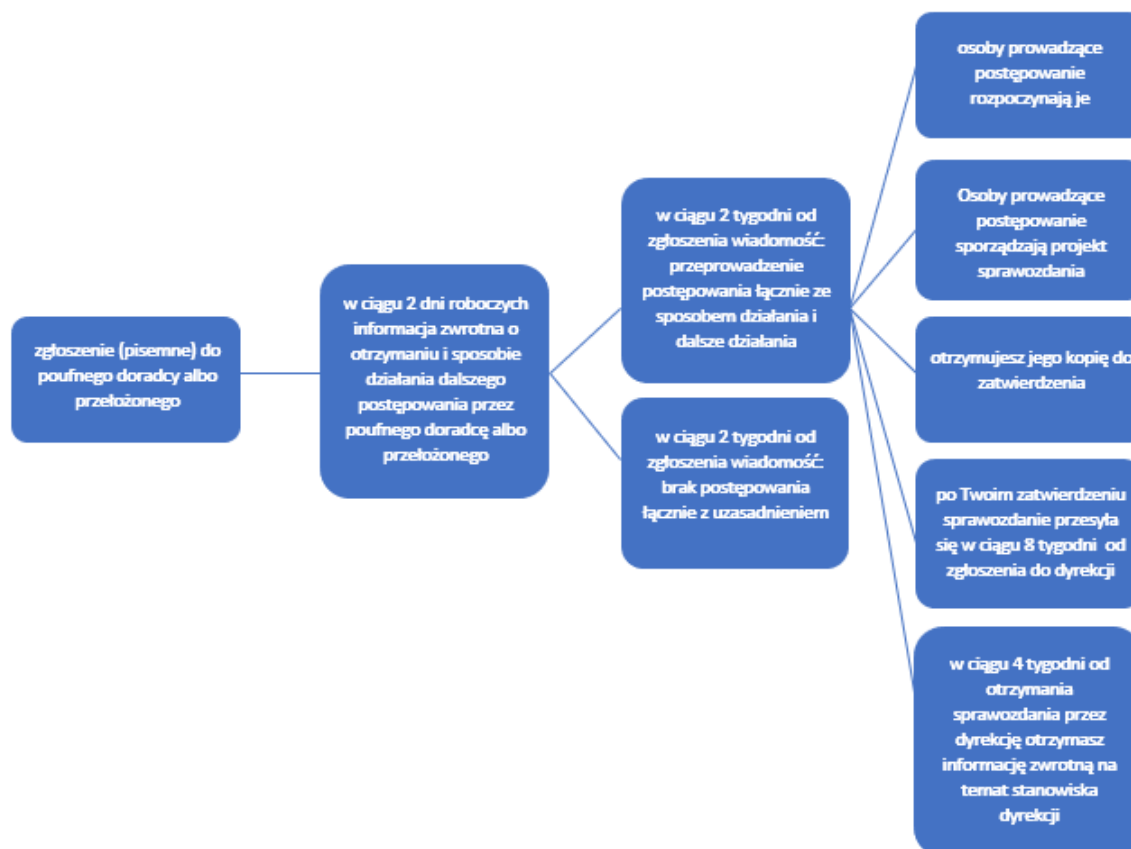 zgłoszenie (pisemne) do
poufnego doradcy albo
przełożonego
w ciągu 2 dni roboczych
informacja zwrotna o
otrzymaniu i sposobie
działania dalszego
postępowania przez
poufnego doradcę albo
przełożonego
w ciągu 2 tygodni od
zgłoszenia wiadomość:
przeprowadzenie
postępowania łącznie ze
sposobem działania i
dalsze działania
w ciągu 2 tygodni od
zgłoszenia wiadomość:
brak postępowania
łącznie z uzasadnieniem
osoby prowadzące
postępowanie
rozpoczynają je
Osoby prowadzące
postępowanie
sporządzają projekt
sprawozdania
otrzymujesz jego kopię do
zatwierdzenia
po Twoim zatwierdzeniu
sprawozdanie przesyła
się w ciągu 8 tygodni od
zgłoszenia do dyrekcji
w ciągu 4 tygodni od
otrzymania
sprawozdania przez
dyrekcję otrzymasz
informację zwrotną na
temat stanowiska
dyrekcji